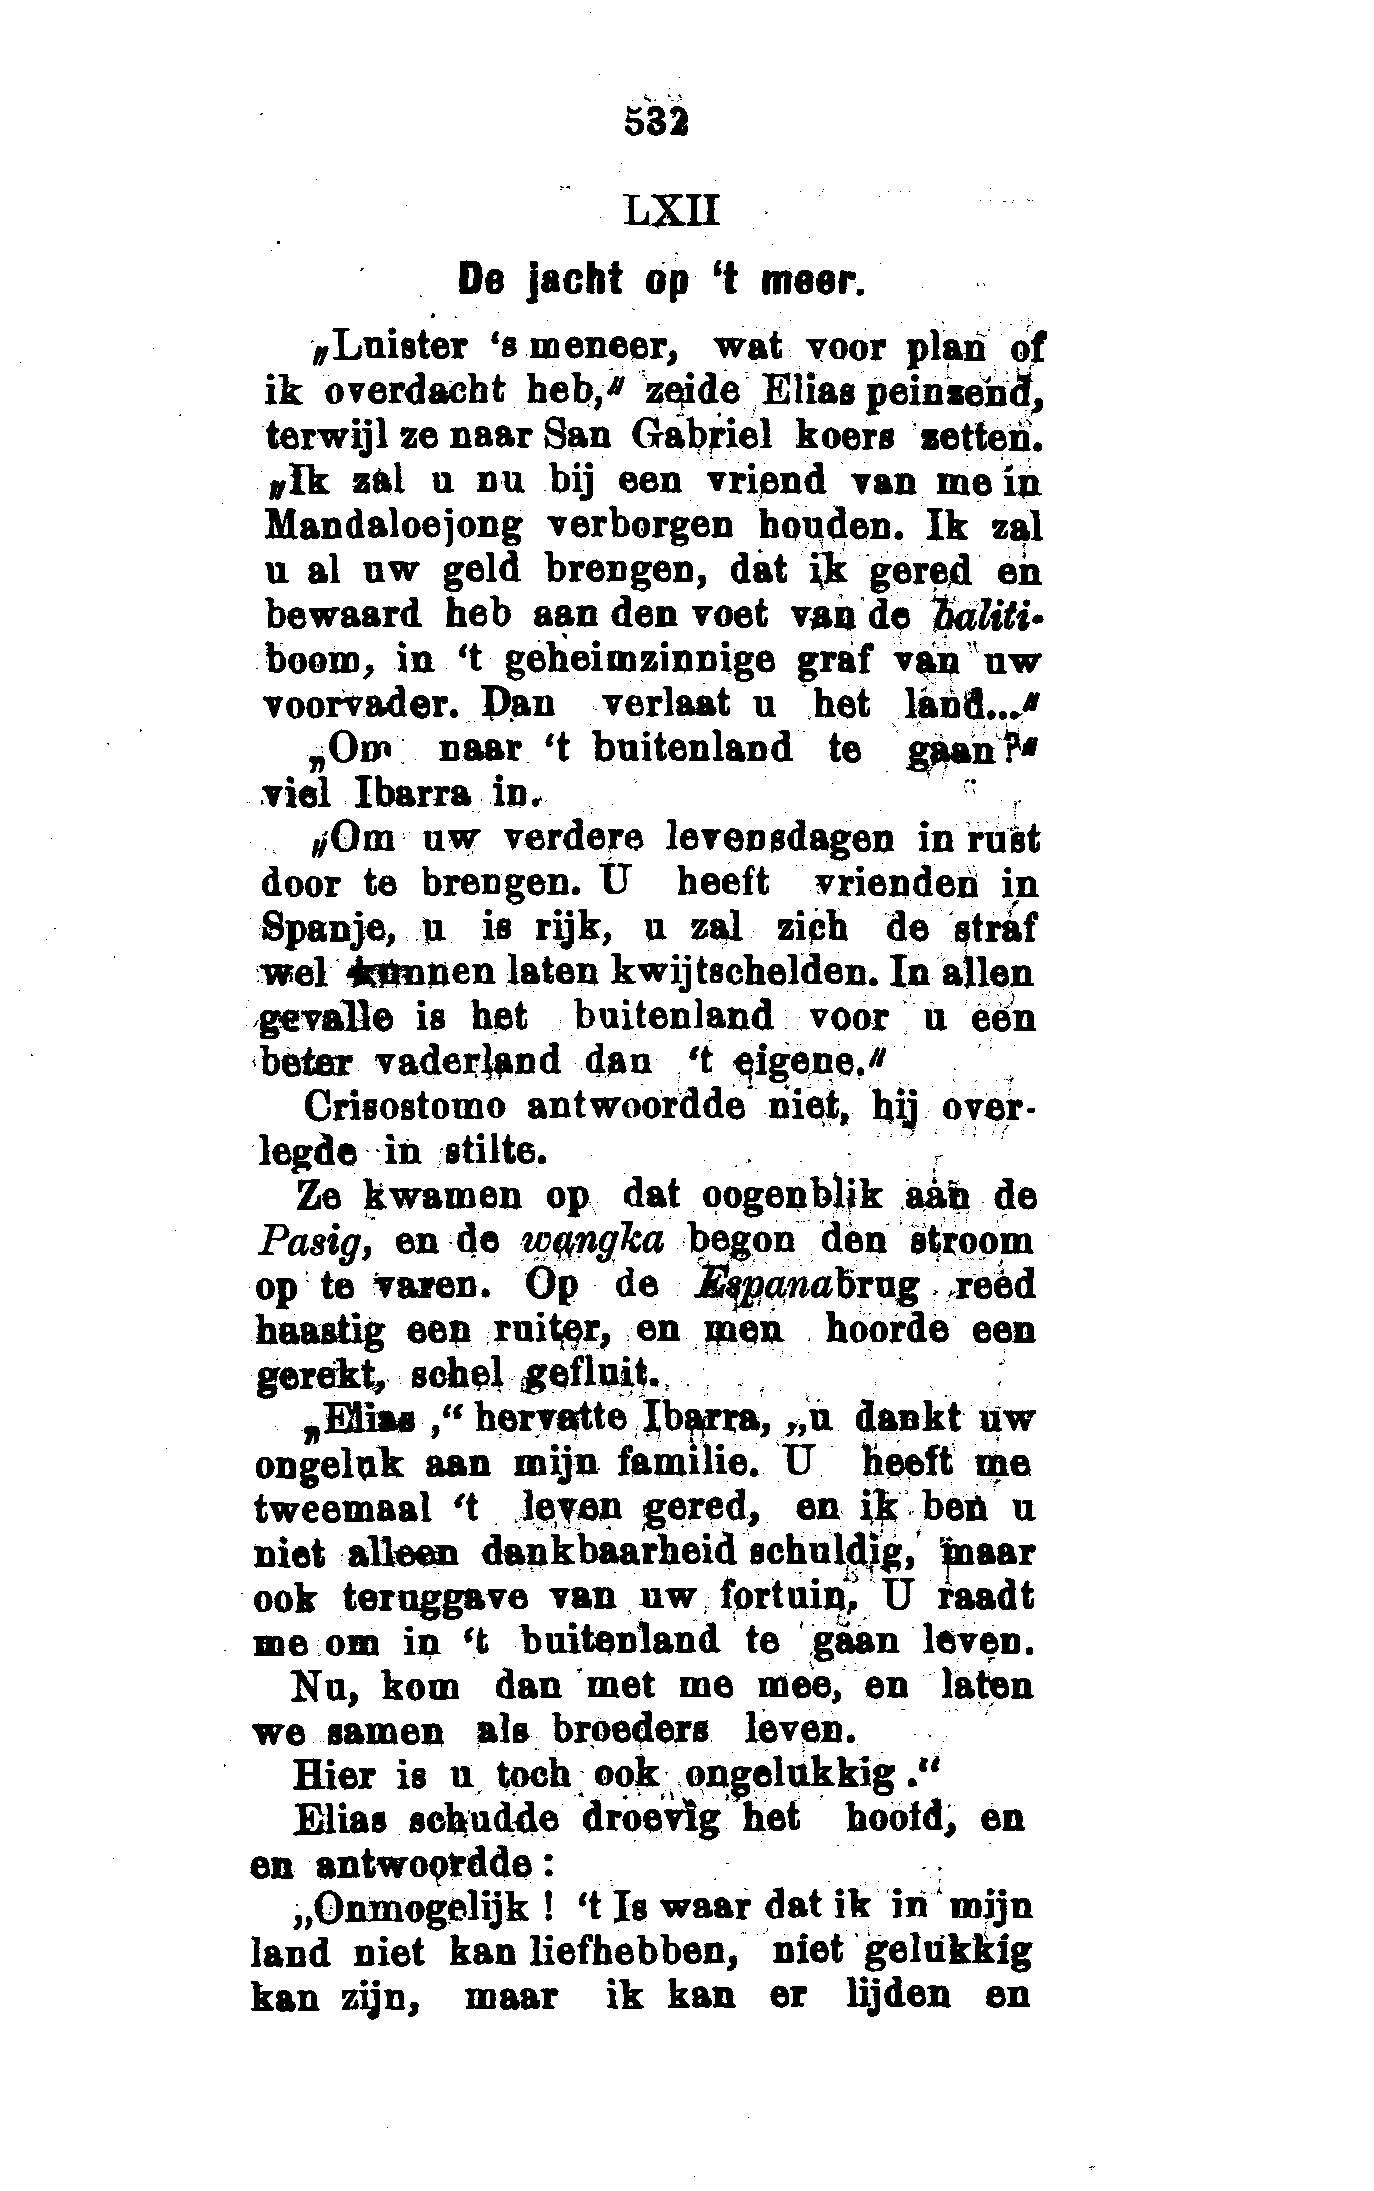 532
LXII
De jacht op ‘t meer.
„Luister ‘s meneer, wat voor plan of
ik overdacht heb,” zeide Elias peinzend,
terwijl ze naar San Gabriel koers zetten.
„Ik zal u nu bij een vriend van me in
Mandaloejong verborgen houden. Ik zal
u al uw geld brengen, dat ik gered en
bewaard heb aan den voet van de baliti-
boom, in ‘t geheimzinnige graf van uw
voorvader. Dan verlaat u het land...”
„Om naar ‘t buitenland te gaan?“
viel Ibarra in.
„Om uw verdere levensdagen in rust
door te brengen. U heeft vrienden in
Spanje, u is rijk, u zal zich de straf
wel kunnen laten kwijtschelden. In allen
gevalle is het buitenland voor u een
beter vaderland dan ‘t eigene.”
Crisostomo antwoordde niet, hij over-
legde in stilte.
Ze kwamen op dat oogenblik aan de
Pasig, en de wangka begon den stroom
op te varen. Op de Espanabrug reed
haastig een ruiter, en men hoorde een
gerekt, schel gefluit.
„Elias ,“ hervatte Ibarra, „u dankt uw
ongeluk aan mijn familie. U heeft me
tweemaal ‘t leven gered, en ik ben u
niet alleen dankbaarheid schuldig, maar
ook teruggave van uw fortuin. U raadt
me om in ‘t buitenland te gaan leven.
Nu, kom dan met me mee, en laten
we samen als broeders leven.
Hier is u toch ook ongelukkig .“
Elias schudde droevig het hoofd, en
en antwoordde :
„Onmogelijk ! ‘t Is waar dat ik in mijn
land niet kan liefhebben, niet gelukkig
kan zijn, maar ik kan er lijden en